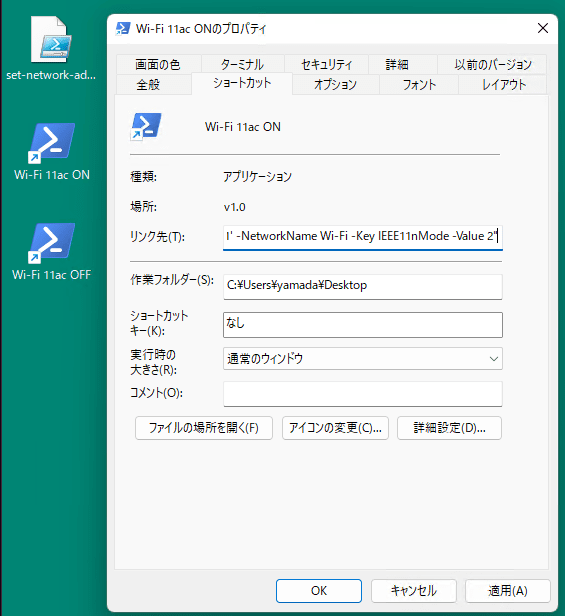 Wi-Fi 11ac ONのプロパティ
set-network-ad...
Wi-Fi 11ac ON
Wi-Fi 11ac OFF
画面の色 ターミナル セキュリティ 詳細 以前のバージョン
全般 ショートカット オプション フォント レイアウト
Wi-Fi 11ac ON
種類: アプリケーション
場所: v1.0
リンク先(T): l' -NetworkName Wi-Fi -Key IEEE11nMode -Value 2"
作業フォルダー(S): C:¥Users¥yamada¥Desktop
ショートカット
キー(K): なし
実行時の
大きさ(R): 通常のウィンドウ
コメント(O):
ファイルの場所を開く(F) アイコンの変更(C)... 詳細設定(D)...
OK キャンセル 適用(A)